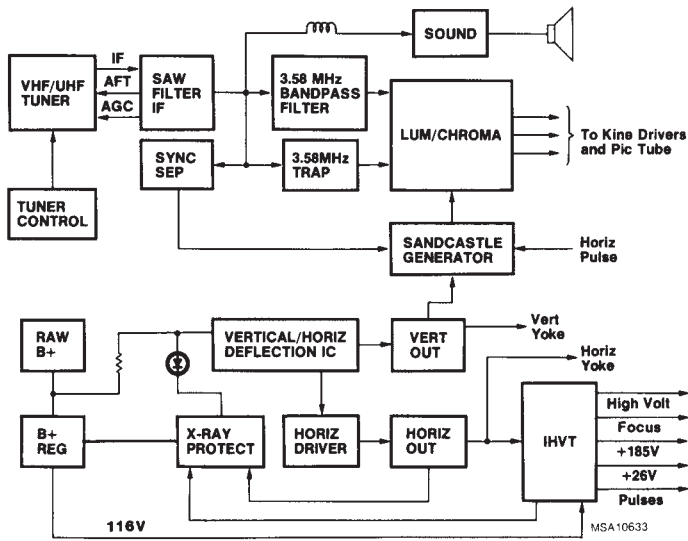 SOUND
IF
VHF/UHF
TUNER
AFT
AGC
SAW
FILTER
IF
3.58 MHz
BANDPASS
FILTER
LUM/CHROMA
To Kine Drivers
and Pic Tube
SYNC
SEP
3.58MHz
TRAP
TUNER
CONTROL
SANDCASTLE
GENERATOR
Horiz
Pulse
RAW
B+
VERTICAL/HORIZ
DEFLECTION IC
VERT
OUT
Vert
Yoke
Horiz
Yoke
B+
REG
X-RAY
PROTECT
HORIZ
DRIVER
HORIZ
OUT
IHVT
High Volt
Focus
+185V
+26V
Pulses
116V
MSA10633